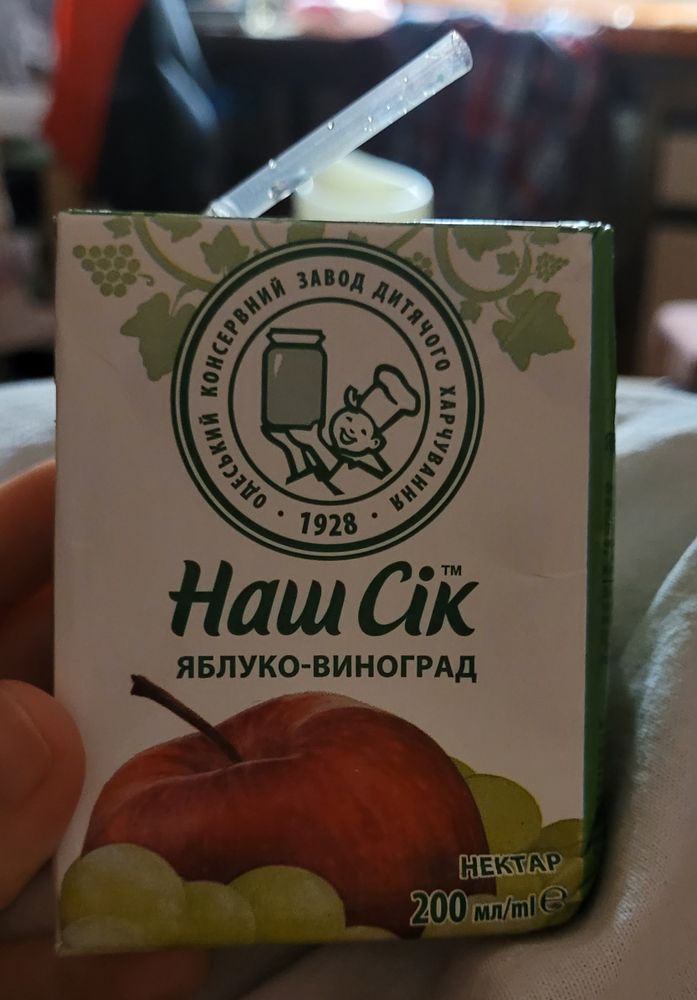 ОДЕСЬКИЙ КОНСЕРВНИЙ ЗАВОД ДИТЯЧОГО ХАРЧУВАННЯ
· 1928 ·
Наш Сік™
ЯБЛУКО-ВИНОГРАД
НЕКТАР
200 мл/ml ℮